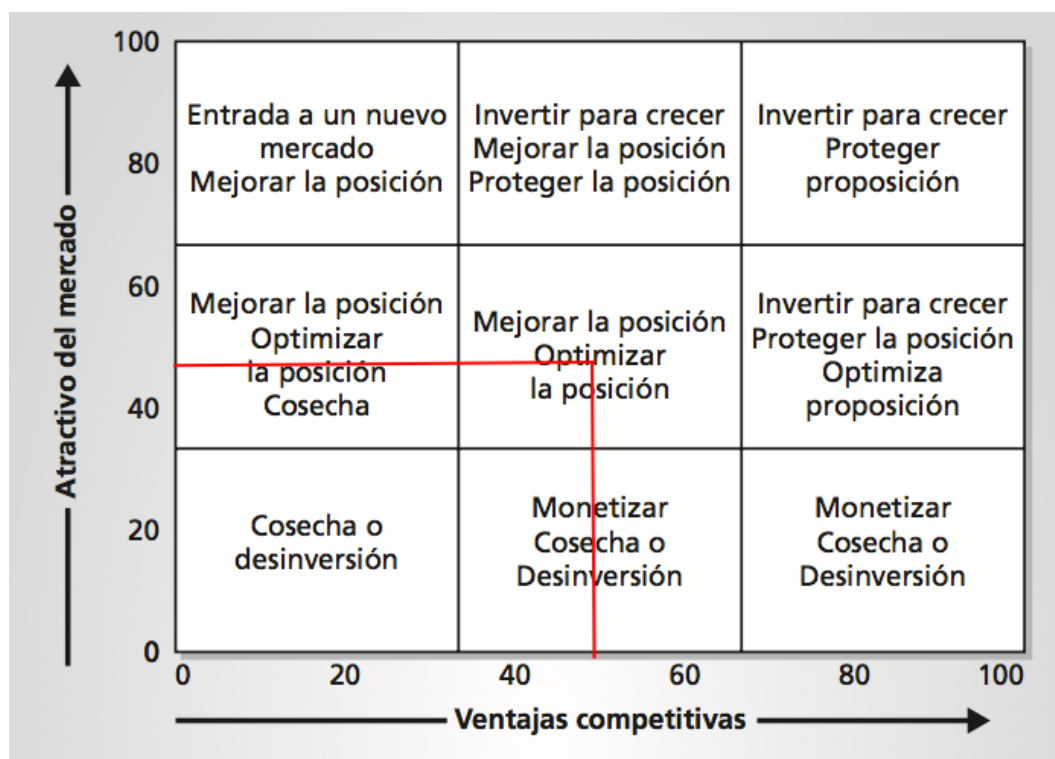 100
Entrada a un nuevo
mercado
Mejorar la posición
Invertir para crecer
Mejorar la posición
Proteger la posición
Invertir para crecer
Proteger
proposición
80
60
Mejorar la posición
Optimizar
la posición
Cosecha
Mejorar la posición
Optimizar
la posición
Invertir para crecer
Proteger la posición
Optimiza
proposición
40
Cosecha o
desinversión
Monetizar
Cosecha o
Desinversión
Monetizar
Cosecha o
Desinversión
20
0
Atractivo del mercado
0 20 40 60 80 100
Ventajas competitivas